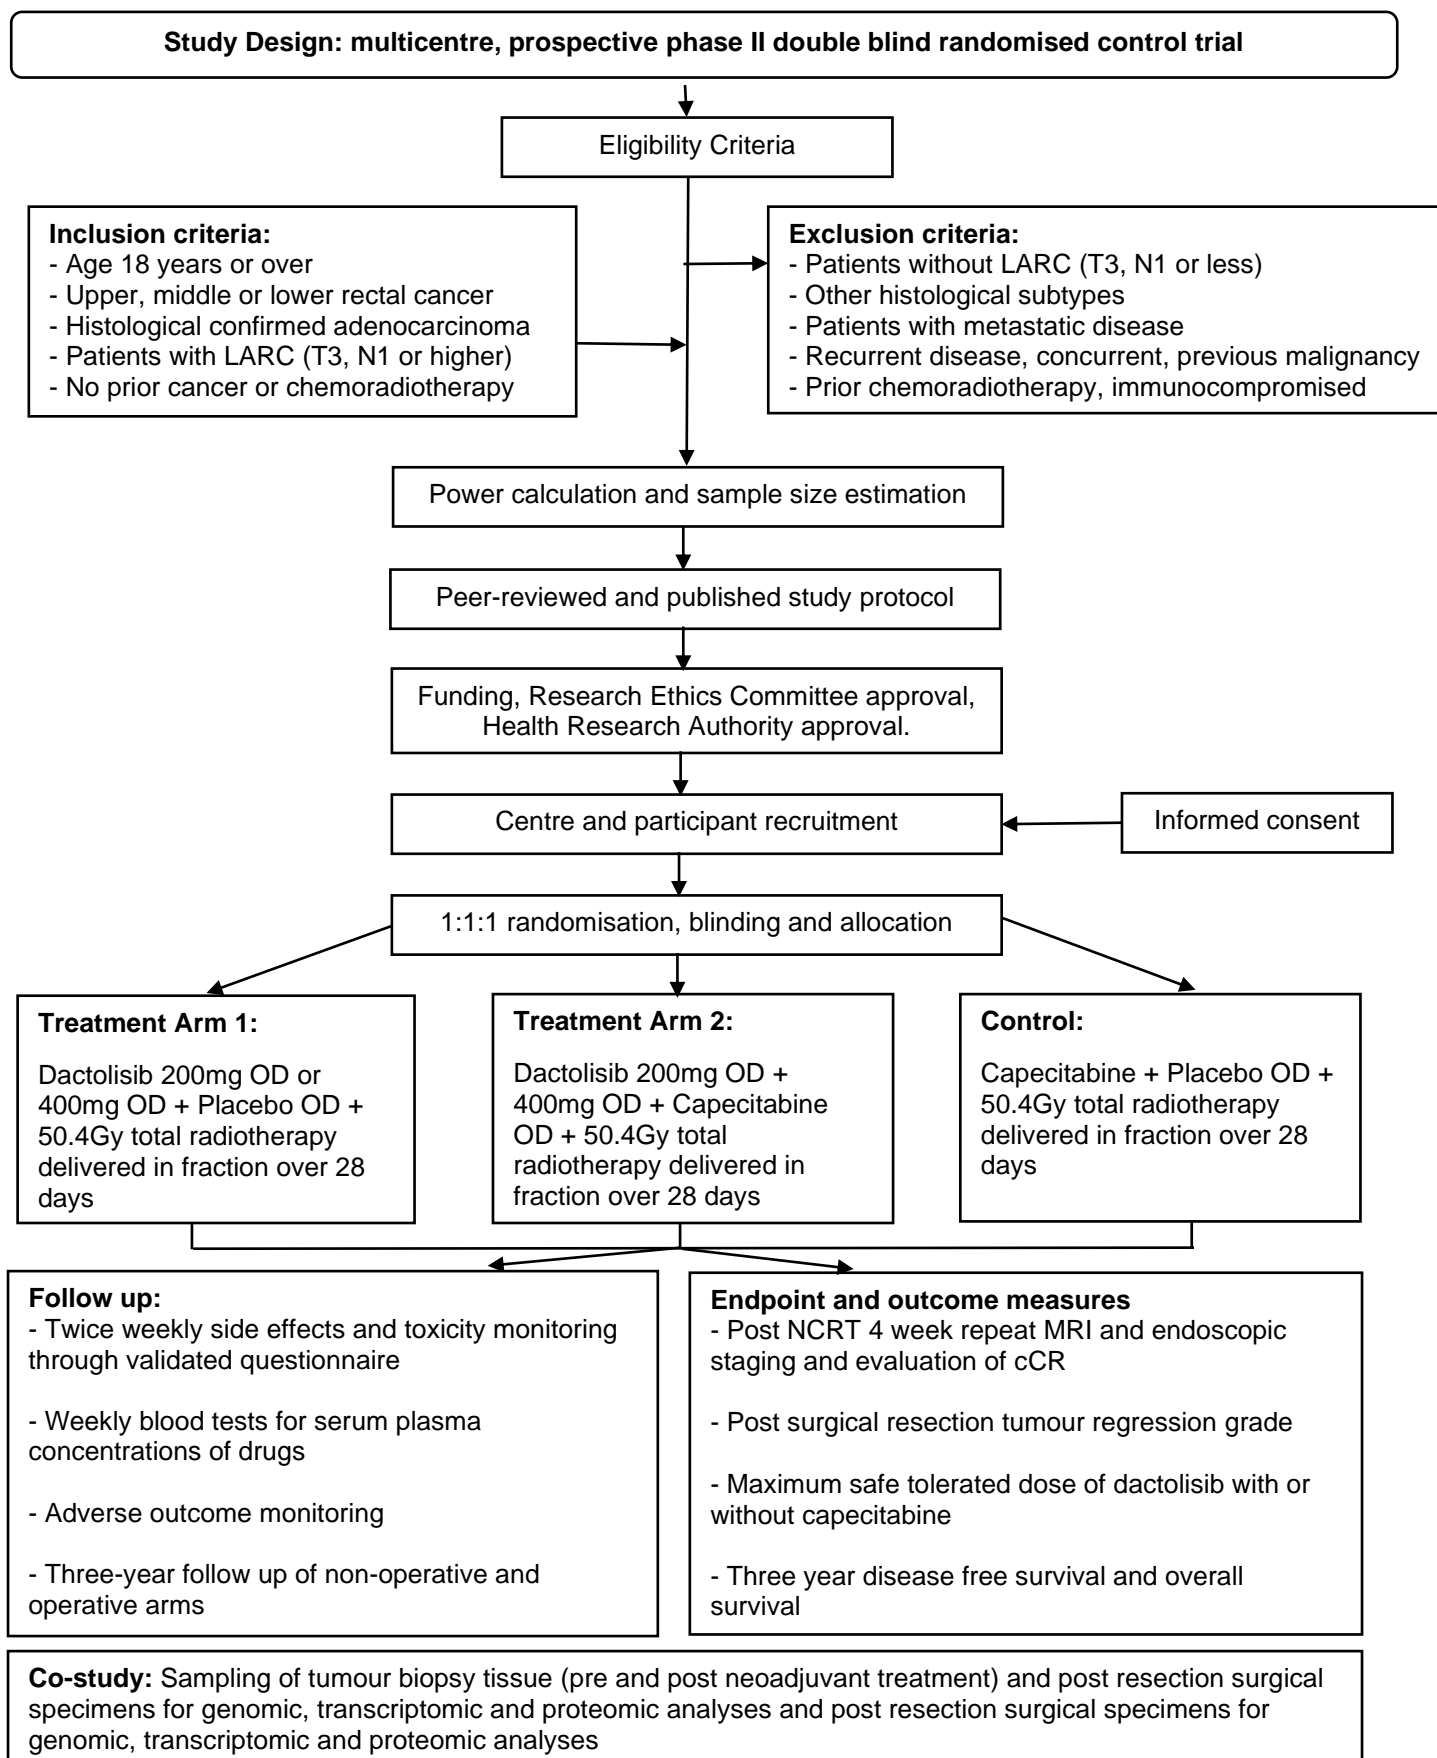 Study Design: multicentre, prospective phase II double blind randomised control trial
Eligibility Criteria
Inclusion criteria:
- Age 18 years or over
- Upper, middle or lower rectal cancer
- Histological confirmed adenocarcinoma
- Patients with LARC (T3, N1 or higher)
- No prior cancer or chemoradiotherapy
Exclusion criteria:
- Patients without LARC (T3, N1 or less)
- Other histological subtypes
- Patients with metastatic disease
- Recurrent disease, concurrent, previous malignancy
- Prior chemoradiotherapy, immunocompromised
Power calculation and sample size estimation
Peer-reviewed and published study protocol
Funding, Research Ethics Committee approval,
Health Research Authority approval.
Centre and participant recruitment
Informed consent
1:1:1 randomisation, blinding and allocation
Treatment Arm 1:
Dactolisib 200mg OD or
400mg OD + Placebo OD +
50.4Gy total radiotherapy
delivered in fraction over 28
days
Treatment Arm 2:
Dactolisib 200mg OD +
400mg OD + Capecitabine
OD + 50.4Gy total
radiotherapy delivered in
fraction over 28 days
Control:
Capecitabine + Placebo OD +
50.4Gy total radiotherapy
delivered in fraction over 28
days
Follow up:
- Twice weekly side effects and toxicity monitoring
through validated questionnaire
- Weekly blood tests for serum plasma
concentrations of drugs
- Adverse outcome monitoring
- Three-year follow up of non-operative and
operative arms
Endpoint and outcome measures
- Post NCRT 4 week repeat MRI and endoscopic
staging and evaluation of cCR
- Post surgical resection tumour regression grade
- Maximum safe tolerated dose of dactolisib with or
without capecitabine
- Three year disease free survival and overall
survival
Co-study: Sampling of tumour biopsy tissue (pre and post neoadjuvant treatment) and post resection surgical
specimens for genomic, transcriptomic and proteomic analyses and post resection surgical specimens for
genomic, transcriptomic and proteomic analyses